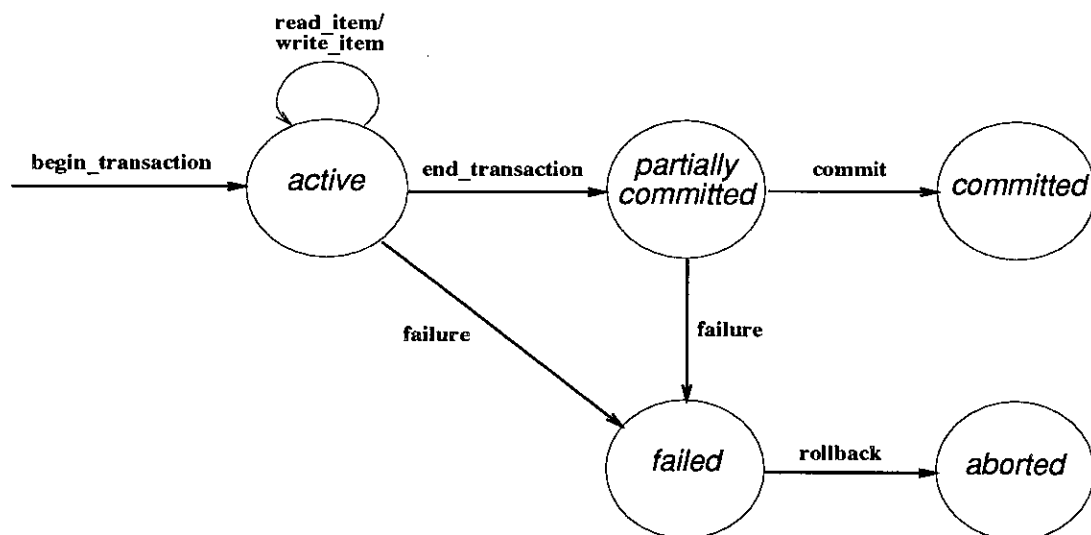 read_item/
write_item
begin_transaction
active
end_transaction
partially
committed
commit
committed
failure
failure
failed
rollback
aborted